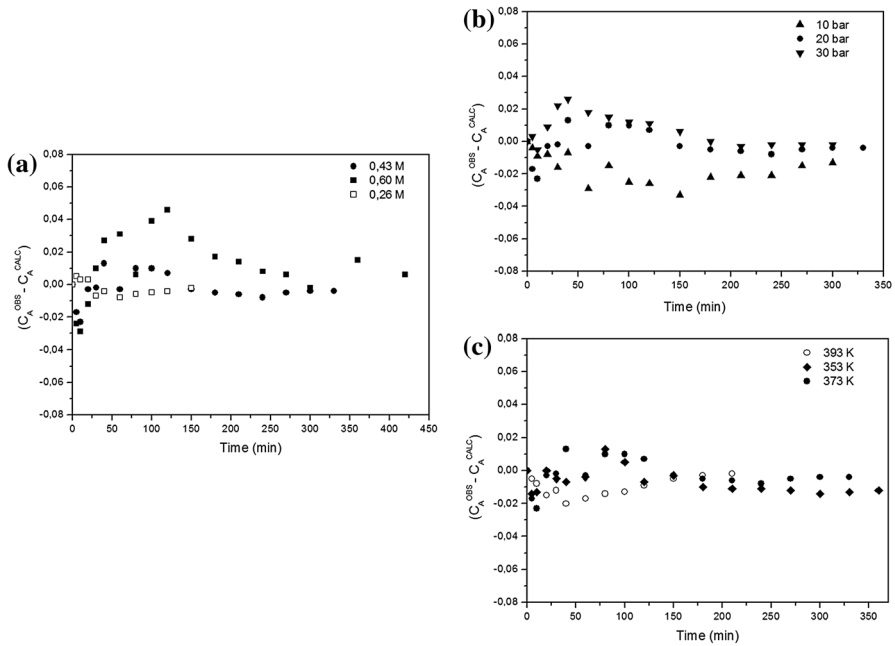 (a)
0,08
0,06
0,04
0,02
0,00
-0,02
-0,04
-0,06
-0,08
(C_A^OBS - C_A^CALC)
0,43 M
0,60 M
0,26 M
0 50 100 150 200 250 300 350 400 450
Time (min)
(b)
0,08
0,06
0,04
0,02
0,00
-0,02
-0,04
-0,06
-0,08
(C_A^OBS - C_A^CALC)
10 bar
20 bar
30 bar
0 50 100 150 200 250 300 350
Time (min)
(c)
0,08
0,06
0,04
0,02
0,00
-0,02
-0,04
-0,06
-0,08
(C_A^OBS - C_A^CALC)
393 K
353 K
373 K
0 50 100 150 200 250 300 350
Time (min)